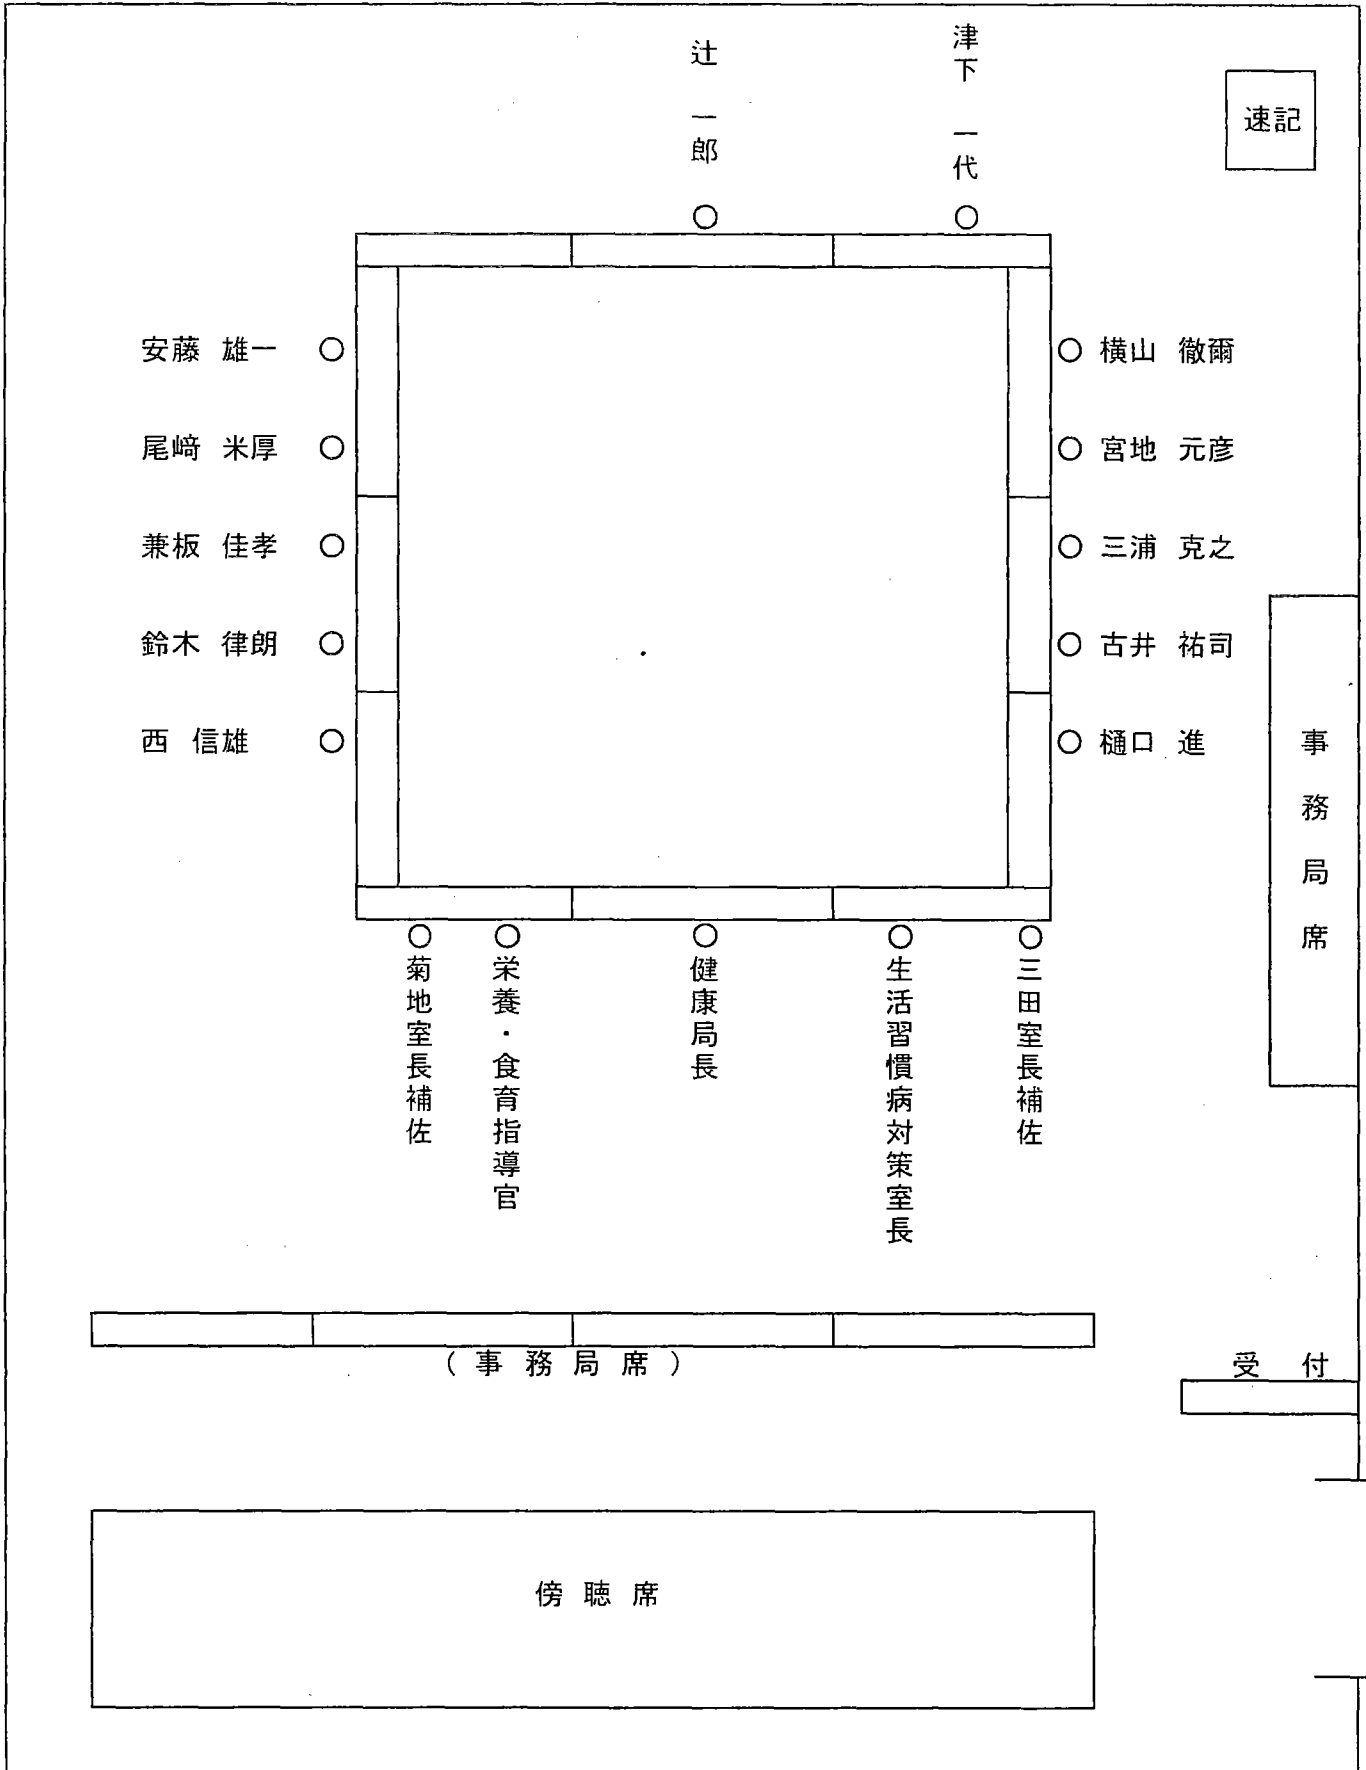 辻 一郎
津下 一代
速記
安藤 雄一
横山 徹爾
尾﨑 米厚
宮地 元彦
兼板 佳孝
三浦 克之
鈴木 律朗
古井 祐司
西 信雄
樋口 進
事務局席
菊地室長補佐
栄養・食育指導官
健康局長
生活習慣病対策室長
三田室長補佐
(事務局席)
受 付
傍聴席